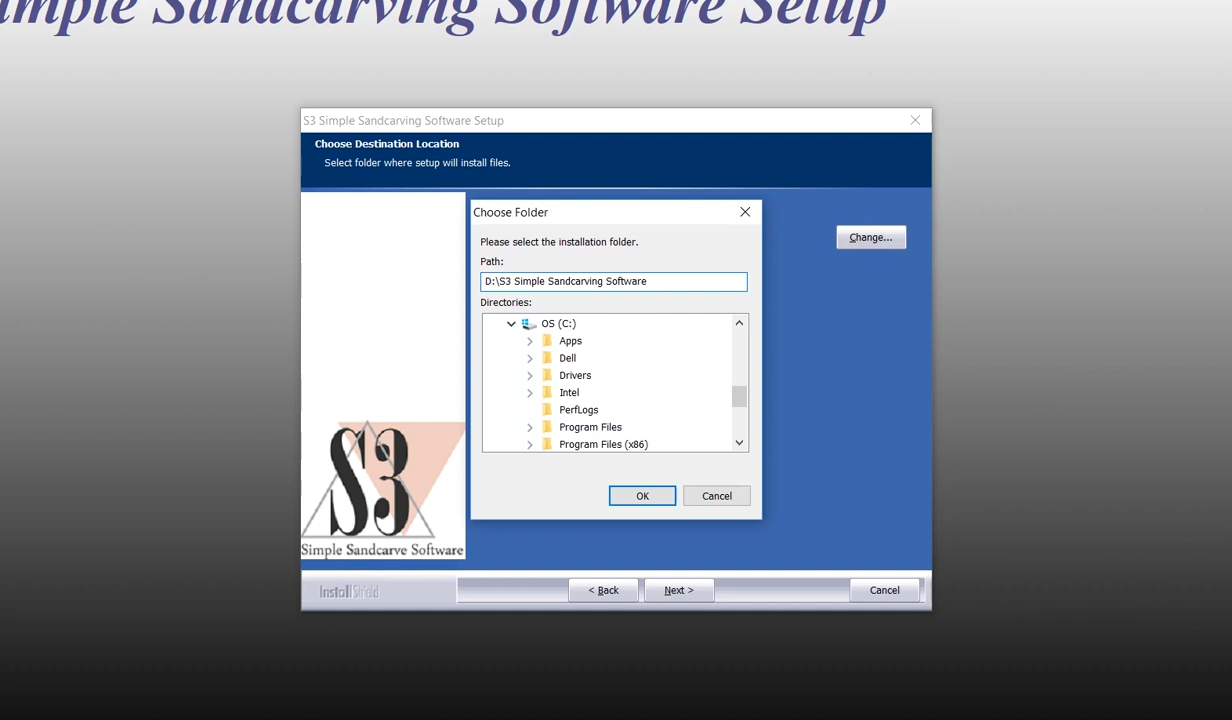 imple Sandcarving Software Setup
S3 Simple Sandcarving Software Setup
Choose Destination Location
Select folder where setup will install files.
Choose Folder
Please select the installation folder.
Change...
Path:
D:\S3 Simple Sandcarving Software
Directories:
OS (C:)
Apps
Dell
Drivers
Intel
PerfLogs
Program Files
Program Files (x86)
OK
Cancel
S3
Simple Sandcarve Software
InstallShield
< Back
Next >
Cancel